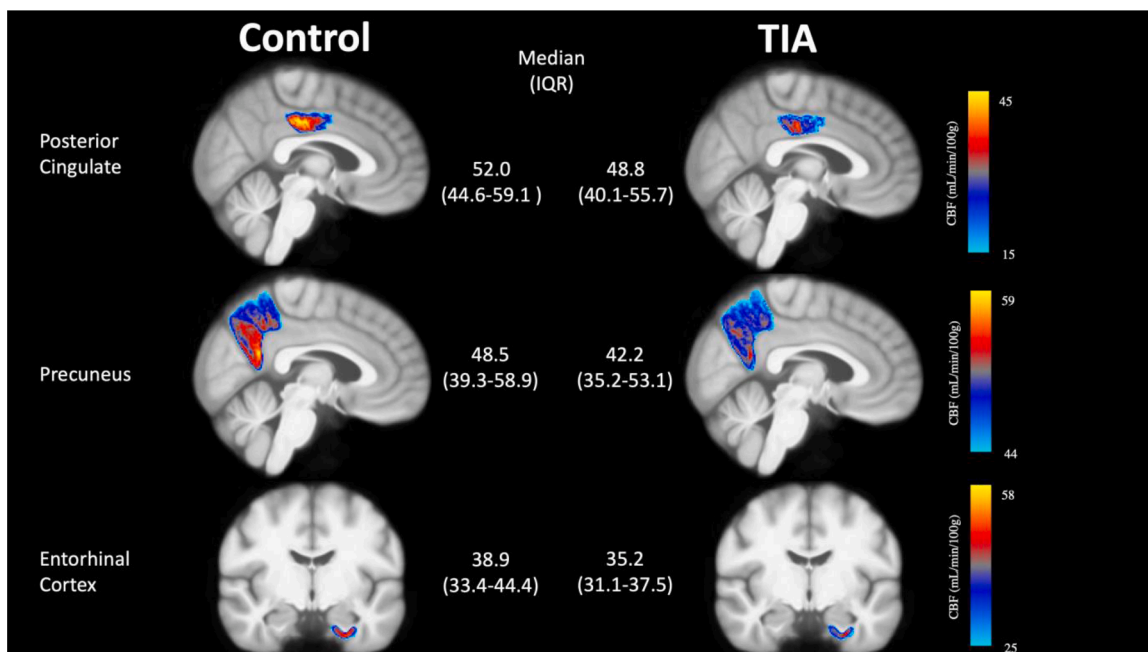 Control
Median
(IQR)
TIA
Posterior
Cingulate
52.0
(44.6-59.1 )
48.8
(40.1-55.7)
45
CBF (mL/min/100g)
15
Precuneus
48.5
(39.3-58.9)
42.2
(35.2-53.1)
59
CBF (mL/min/100g)
44
Entorhinal
Cortex
38.9
(33.4-44.4)
35.2
(31.1-37.5)
58
CBF (mL/min/100g)
25